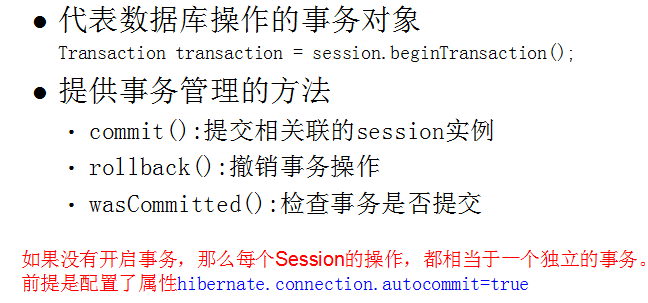 ● 代表数据库操作的事务对象
Transaction transaction = session.beginTransaction();
● 提供事务管理的方法
• commit():提交相关联的session实例
• rollback():撤销事务操作
• wasCommitted():检查事务是否提交
如果没有开启事务，那么每个Session的操作，都相当于一个独立的事务。
前提是配置了属性hibernate.connection.autocommit=true